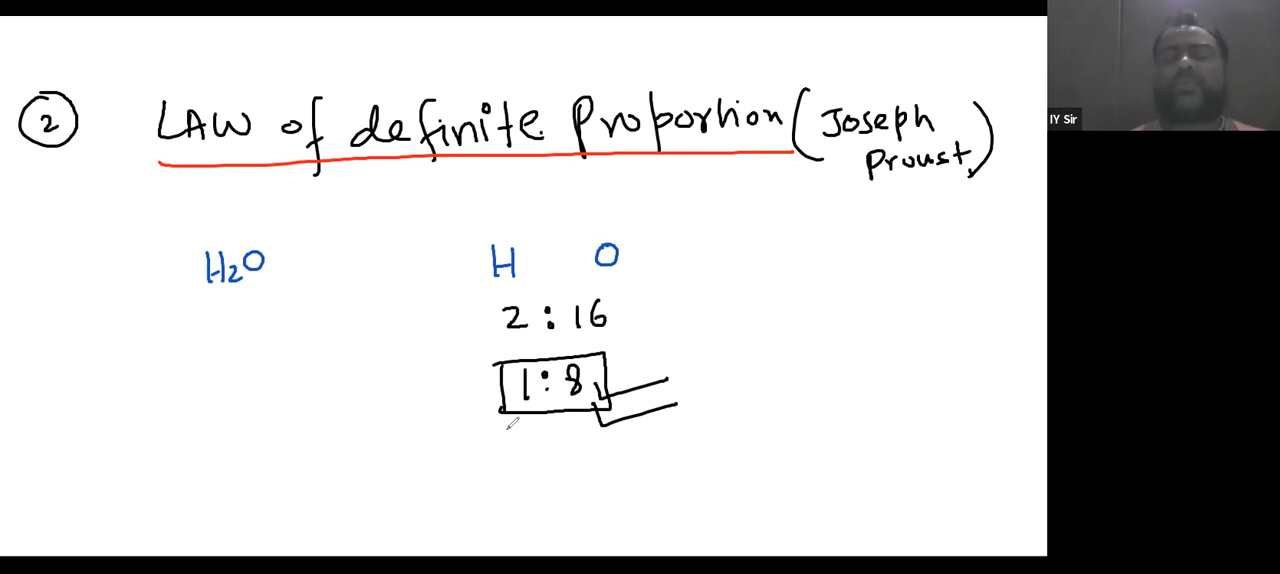 2 LAW of definite Proportion (Joseph Proust)
H2O H O
2 : 16
1 : 8
IY Sir